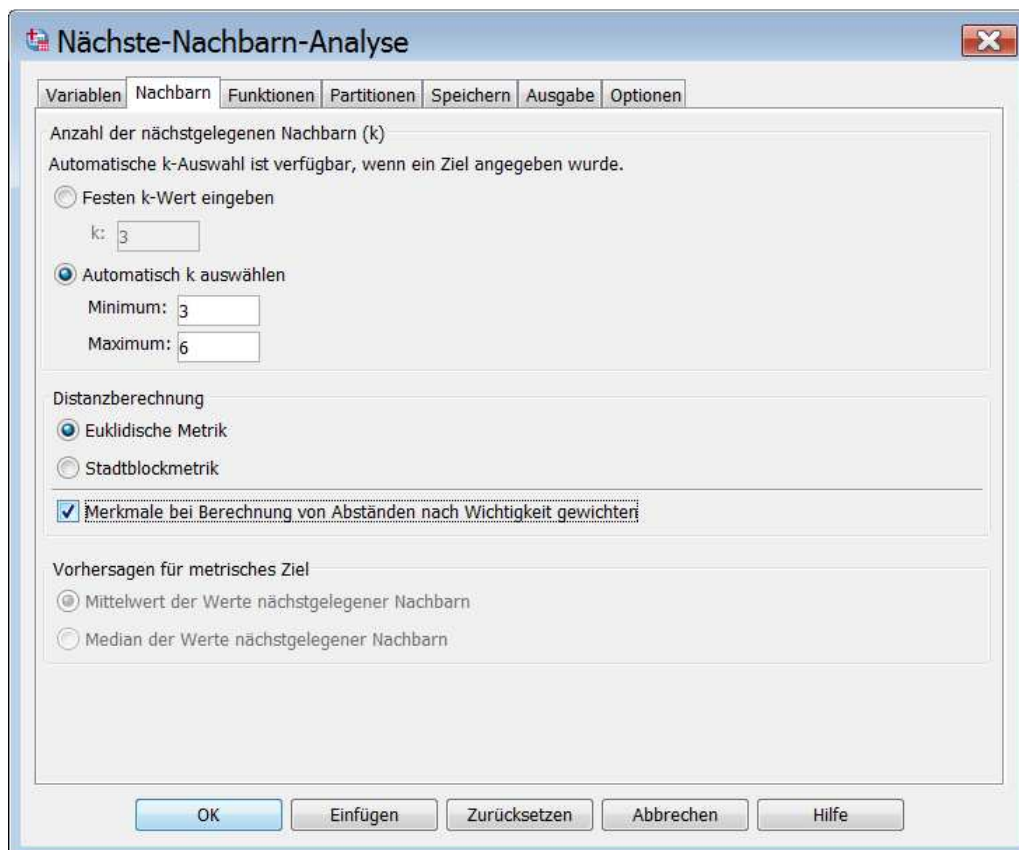 Nächste-Nachbarn-Analyse
Variablen Nachbarn Funktionen Partitionen Speichern Ausgabe Optionen
Anzahl der nächstgelegenen Nachbarn (k)
Automatische k-Auswahl ist verfügbar, wenn ein Ziel angegeben wurde.
Festen k-Wert eingeben
k: 3
Automatisch k auswählen
Minimum: 3
Maximum: 6
Distanzberechnung
Euklidische Metrik
Stadtblockmetrik
Merkmale bei Berechnung von Abständen nach Wichtigkeit gewichten
Vorhersagen für metrisches Ziel
Mittelwert der Werte nächstgelegener Nachbarn
Median der Werte nächstgelegener Nachbarn
OK Einfügen Zurücksetzen Abbrechen Hilfe